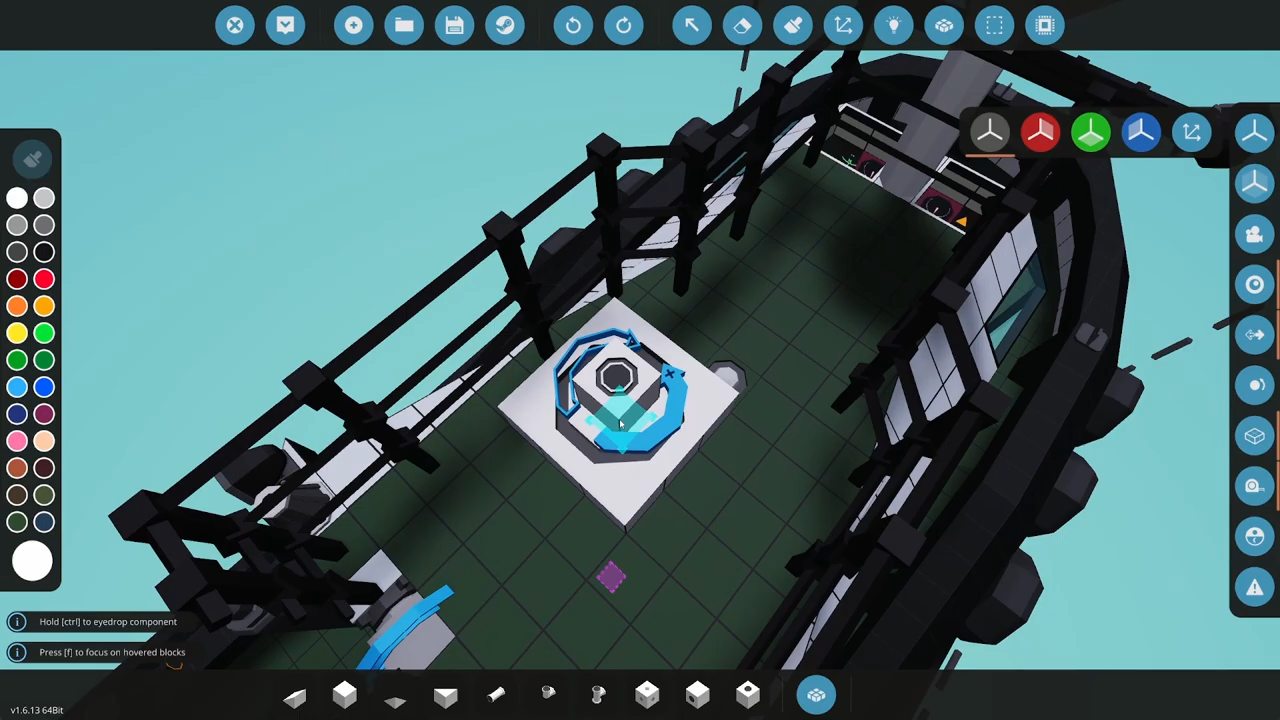 Hold [ctrl] to eyedrop component
Press [f] to focus on hovered blocks
v1.6.13 64Bit